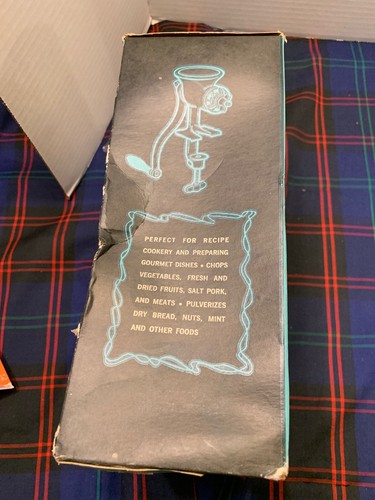 PERFECT FOR RECIPE
COOKERY AND PREPARING
GOURMET DISHES • CHOPS
VEGETABLES, FRESH AND
DRIED FRUITS, SALT PORK,
AND MEATS • PULVERIZES
DRY BREAD, NUTS, MINT
AND OTHER FOODS